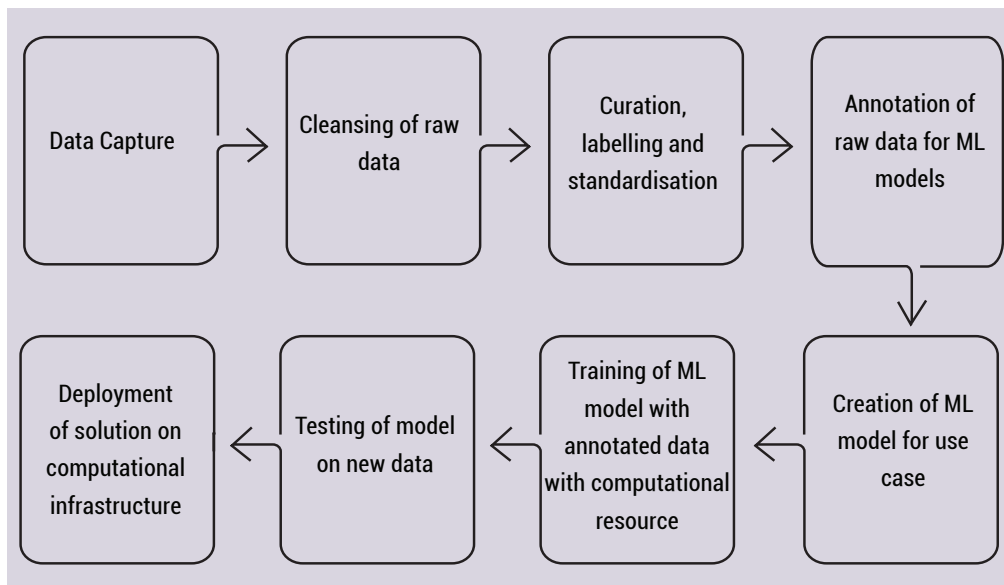 Data Capture
Cleansing of raw
data
Curation,
labelling and
standardisation
Annotation of
raw data for ML
models
Creation of ML
model for use
case
Training of ML
model with
annotated data
with computational
resource
Testing of model
on new data
Deployment
of solution on
computational
infrastructure